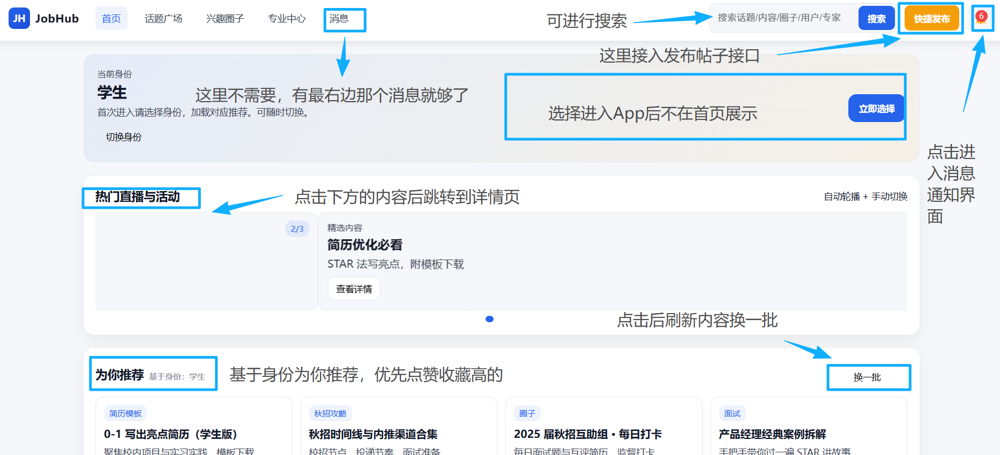 JH JobHub 首页 话题广场 兴趣圈子 专业中心 消息 可进行搜索 搜索话题/内容/圈子/用户/专家 搜索 快捷发布 6
这里接入发布帖子接口
当前身份
学生
这里不需要，有最右边那个消息就够了
首次进入请选择身份，加载对应推荐。可随时切换。
选择进入App后不在首页展示
立即选择
切换身份
点击进
入消息
通知界
面
热门直播与活动
点击下方的内容后跳转到详情页
自动轮播 + 手动切换
2/3
精选内容
简历优化必看
STAR 法写亮点，附模板下载
查看详情
点击后刷新内容换一批
为你推荐 基于身份：学生
基于身份为你推荐，优先点赞收藏高的
换一批
简历模板
0-1 写出亮点简历（学生版）
聚焦校内项目与实习实践，模板下载
秋招攻略
秋招时间线与内推渠道合集
校招节点、投递节奏、面试准备
圈子
2025 届秋招互助组 · 每日打卡
每日面试题与互评简历，监督打卡
面试
产品经理经典案例拆解
手把手带你过一遍 STAR 讲故事